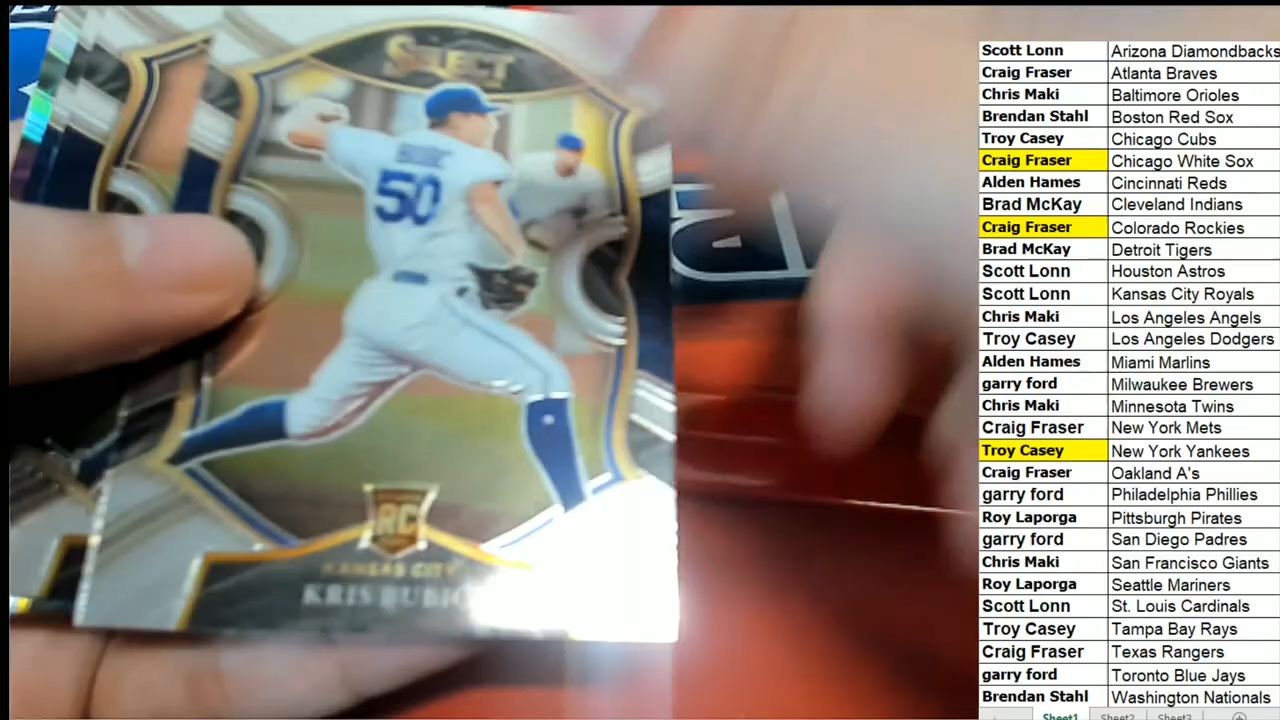 SELECT
50
RC
KANSAS CITY
KRIS
Scott Lonn Arizona Diamondbacks
Craig Fraser Atlanta Braves
Chris Maki Baltimore Orioles
Brendan Stahl Boston Red Sox
Troy Casey Chicago Cubs
Craig Fraser Chicago White Sox
Alden Hames Cincinnati Reds
Brad McKay Cleveland Indians
Craig Fraser Colorado Rockies
Brad McKay Detroit Tigers
Scott Lonn Houston Astros
Scott Lonn Kansas City Royals
Chris Maki Los Angeles Angels
Troy Casey Los Angeles Dodgers
Alden Hames Miami Marlins
garry ford Milwaukee Brewers
Chris Maki Minnesota Twins
Craig Fraser New York Mets
Troy Casey New York Yankees
Craig Fraser Oakland A's
garry ford Philadelphia Phillies
Roy Laporga Pittsburgh Pirates
garry ford San Diego Padres
Chris Maki San Francisco Giants
Roy Laporga Seattle Mariners
Scott Lonn St. Louis Cardinals
Troy Casey Tampa Bay Rays
Craig Fraser Texas Rangers
garry ford Toronto Blue Jays
Brendan Stahl Washington Nationals
Sheet1 Sheet2 Sheet3